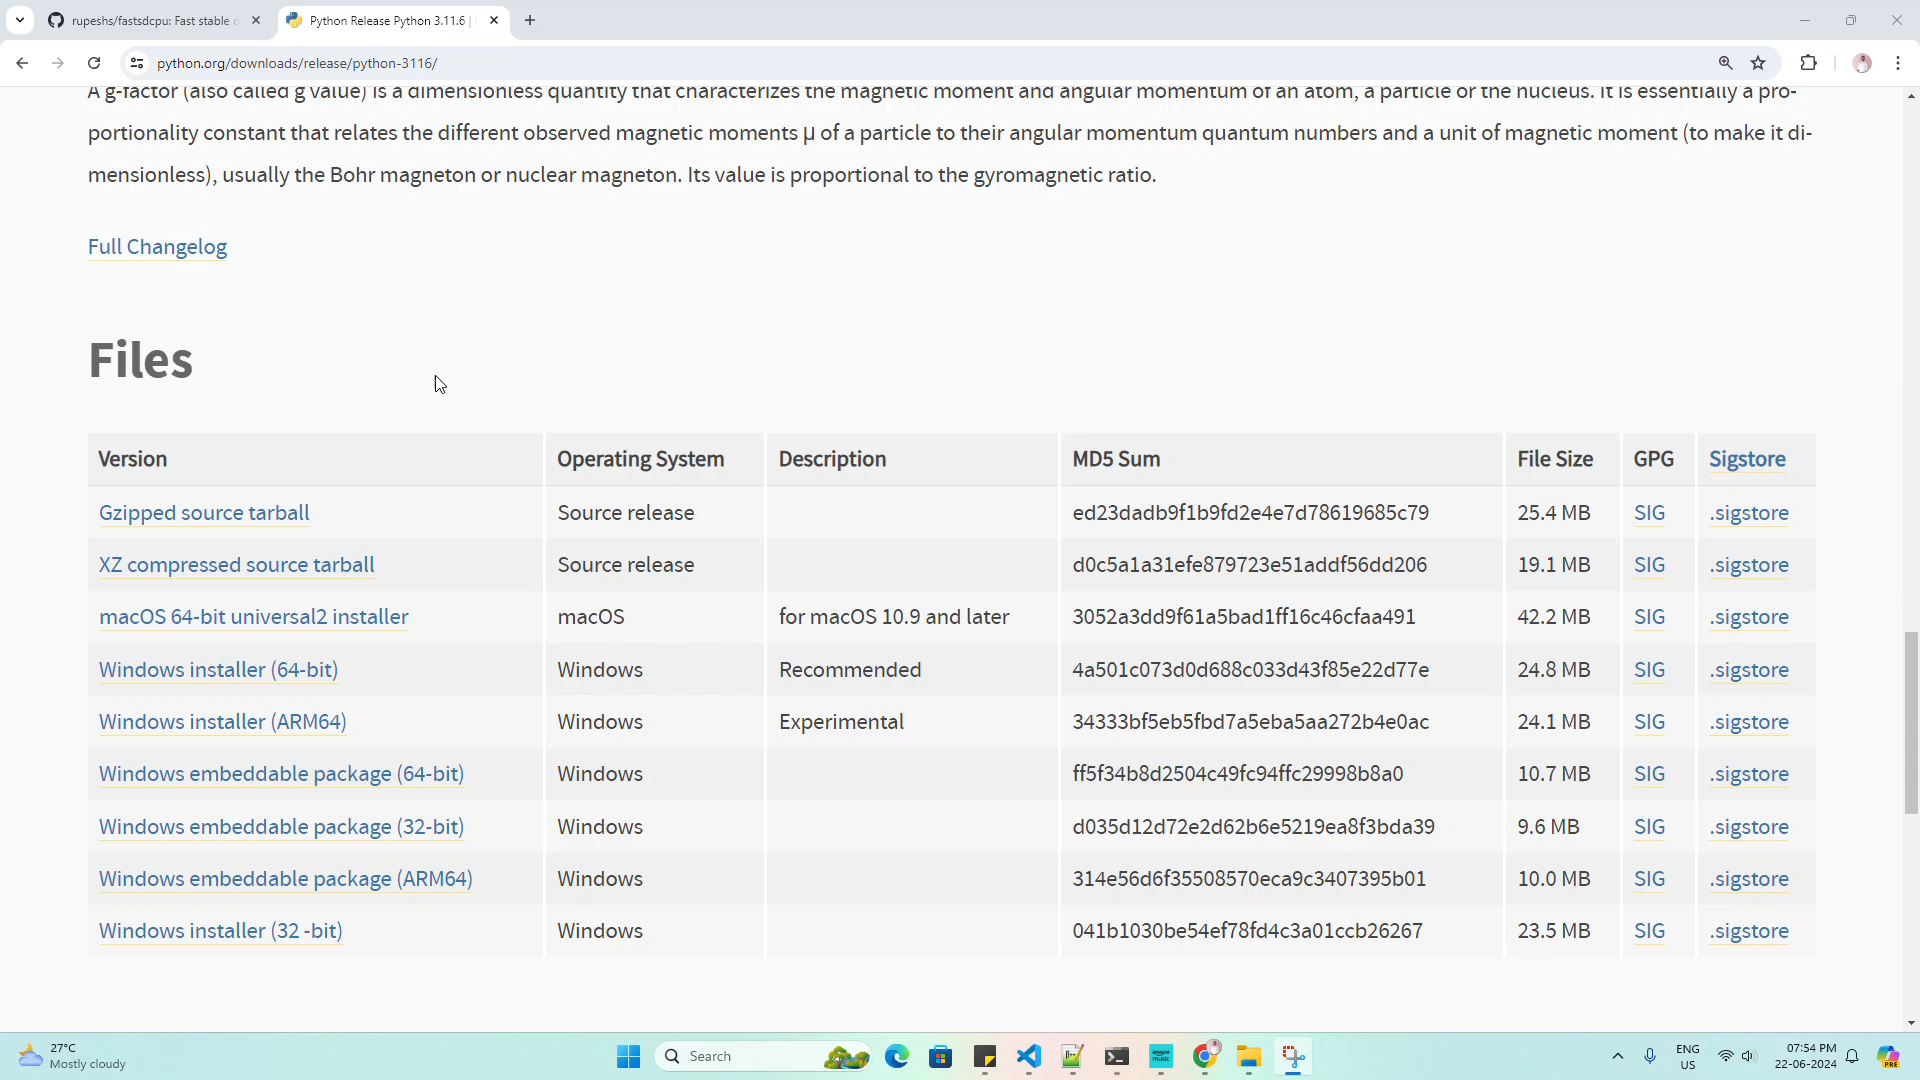 rupeshs/fastsdcpu: Fast stable d
Python Release Python 3.11.6 |
python.org/downloads/release/python-3116/
A g-factor (also called g value) is a dimensionless quantity that characterizes the magnetic moment and angular momentum of an atom, a particle or the nucleus. It is essentially a pro-
portionality constant that relates the different observed magnetic moments μ of a particle to their angular momentum quantum numbers and a unit of magnetic moment (to make it di-
mensionless), usually the Bohr magneton or nuclear magneton. Its value is proportional to the gyromagnetic ratio.
Full Changelog
Files
Version Operating System Description MD5 Sum File Size GPG Sigstore
Gzipped source tarball Source release ed23dadb9f1b9fd2e4e7d78619685c79 25.4 MB SIG .sigstore
XZ compressed source tarball Source release d0c5a1a31efe879723e51addf56dd206 19.1 MB SIG .sigstore
macOS 64-bit universal2 installer macOS for macOS 10.9 and later 3052a3dd9f61a5bad1ff16c46cfaa491 42.2 MB SIG .sigstore
Windows installer (64-bit) Windows Recommended 4a501c073d0d688c033d43f85e22d77e 24.8 MB SIG .sigstore
Windows installer (ARM64) Windows Experimental 34333bf5eb5fbd7a5eba5aa272b4e0ac 24.1 MB SIG .sigstore
Windows embeddable package (64-bit) Windows ff5f34b8d2504c49fc94ffc29998b8a0 10.7 MB SIG .sigstore
Windows embeddable package (32-bit) Windows d035d12d72e2d62b6e5219ea8f3bda39 9.6 MB SIG .sigstore
Windows embeddable package (ARM64) Windows 314e56d6f35508570eca9c3407395b01 10.0 MB SIG .sigstore
Windows installer (32 -bit) Windows 041b1030be54ef78fd4c3a01ccb26267 23.5 MB SIG .sigstore
27°C
Mostly cloudy
Search
amazon music
ENG
US
07:54 PM
22-06-2024
PRE